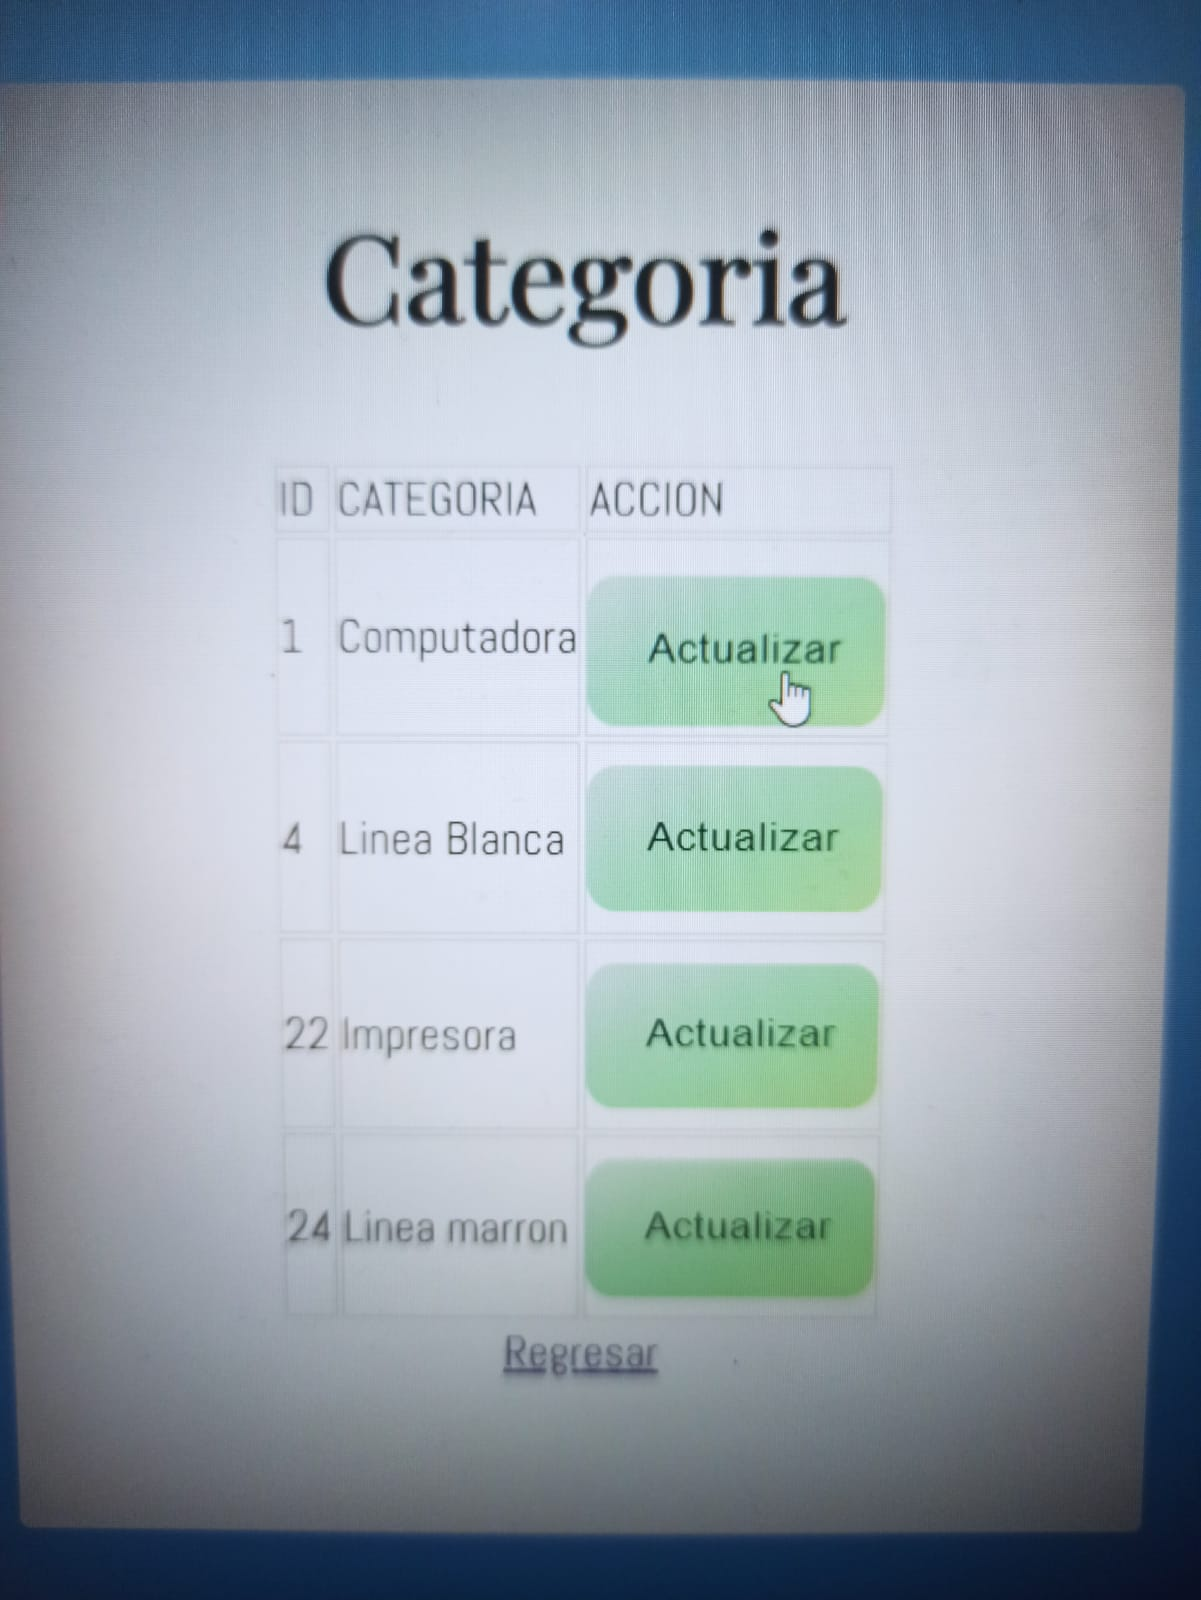 Categoria
ID CATEGORIA ACCION
1 Computadora Actualizar
4 Linea Blanca Actualizar
22 Impresora Actualizar
24 Linea marron Actualizar
Regresar